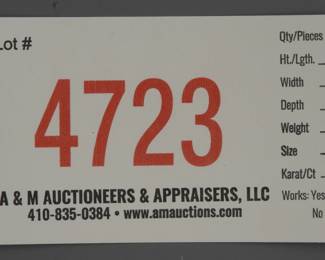 Lot #
4723
A & M AUCTIONEERS & APPRAISERS, LLC
410-835-0384 • www.amauctions.com
Qty/Pieces
Ht./Lgth.
Width
Depth
Weight
Size
Karat/Ct
Works: Yes
No